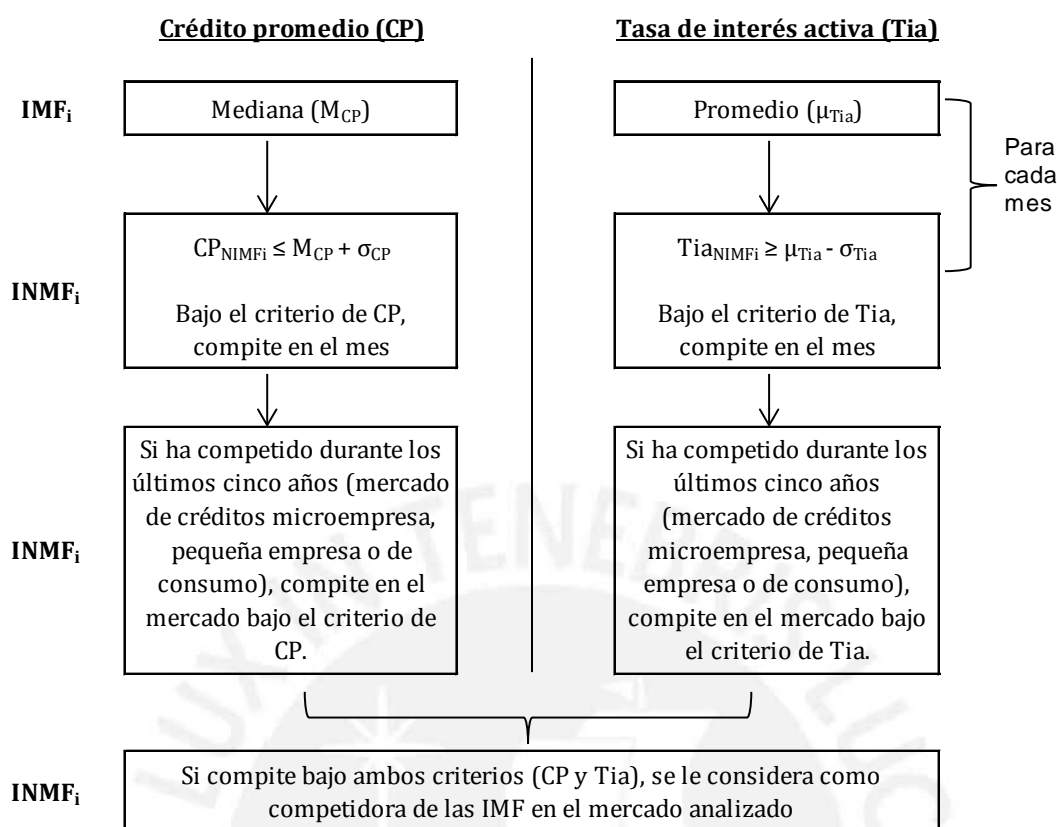 Crédito promedio (CP)
Tasa de interés activa (Tia)
IMFi
Mediana (MCP)
Promedio (μTia)
Para
cada
mes
INMFi
CPNIMFi ≤ MCP + σCP
Bajo el criterio de CP,
compite en el mes
TiaNIMFi ≥ μTia - σTia
Bajo el criterio de Tia,
compite en el mes
INMFi
Si ha competido durante los
últimos cinco años (mercado
de créditos microempresa,
pequeña empresa o de
consumo), compite en el
mercado bajo el criterio de
CP.
Si ha competido durante los
últimos cinco años
(mercado de créditos
microempresa, pequeña
empresa o de consumo),
compite en el mercado bajo
el criterio de Tia.
INMFi
Si compite bajo ambos criterios (CP y Tia), se le considera como
competidora de las IMF en el mercado analizado
LUX IN TENEBRIS LUC